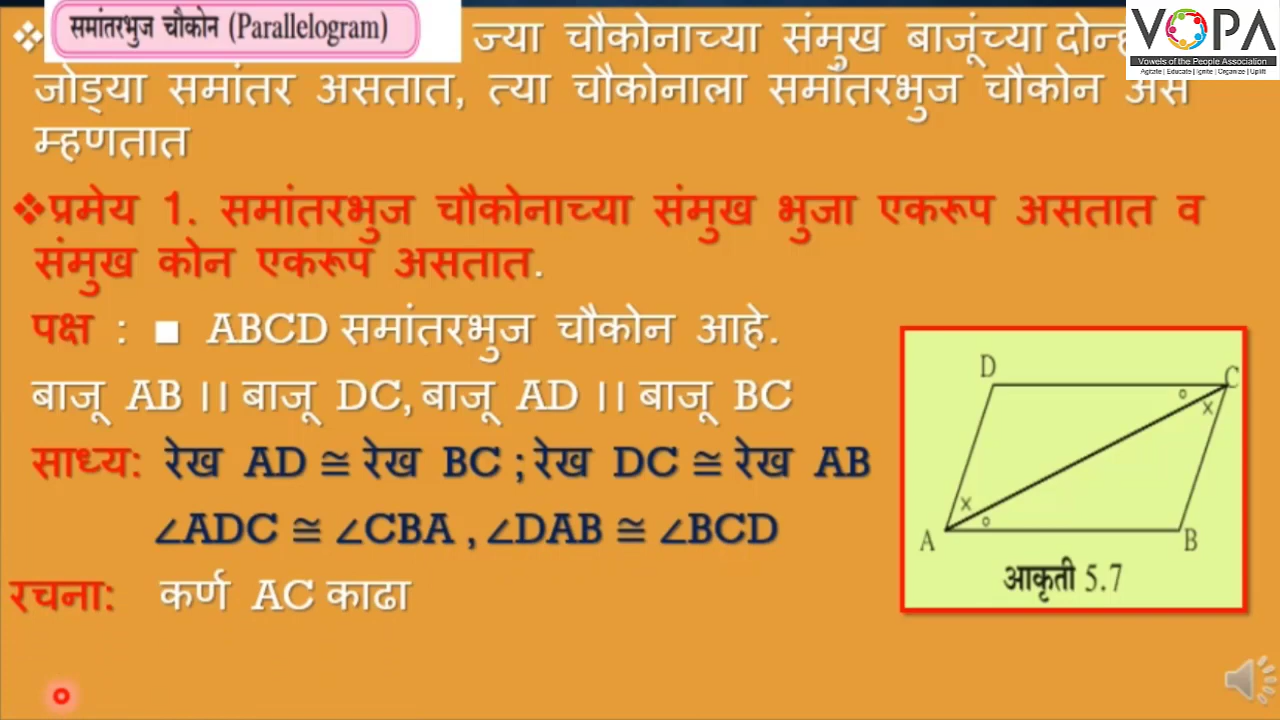 समांतरभुज चौकोन (Parallelogram)
❖ ज्या चौकोनाच्या संमुख बाजूंच्या
जोड्या समांतर असतात, त्या चौकोनाला समांतरभुज चौकोन असे
म्हणतात
VOPA
Vowels of the People Association
Agitate | Educate | Ignite | Organize | Uplift
❖प्रमेय 1. समांतरभुज चौकोनाच्या संमुख भुजा एकरूप असतात व
संमुख कोन एकरूप असतात.
पक्ष : ■ ABCD समांतरभुज चौकोन आहे.
बाजू AB ।। बाजू DC, बाजू AD ।। बाजू BC
साध्य: रेख AD ≅ रेख BC ; रेख DC ≅ रेख AB
∠ADC ≅ ∠CBA , ∠DAB ≅ ∠BCD
रचना: कर्ण AC काढा
D
C
A
B
आकृती 5.7